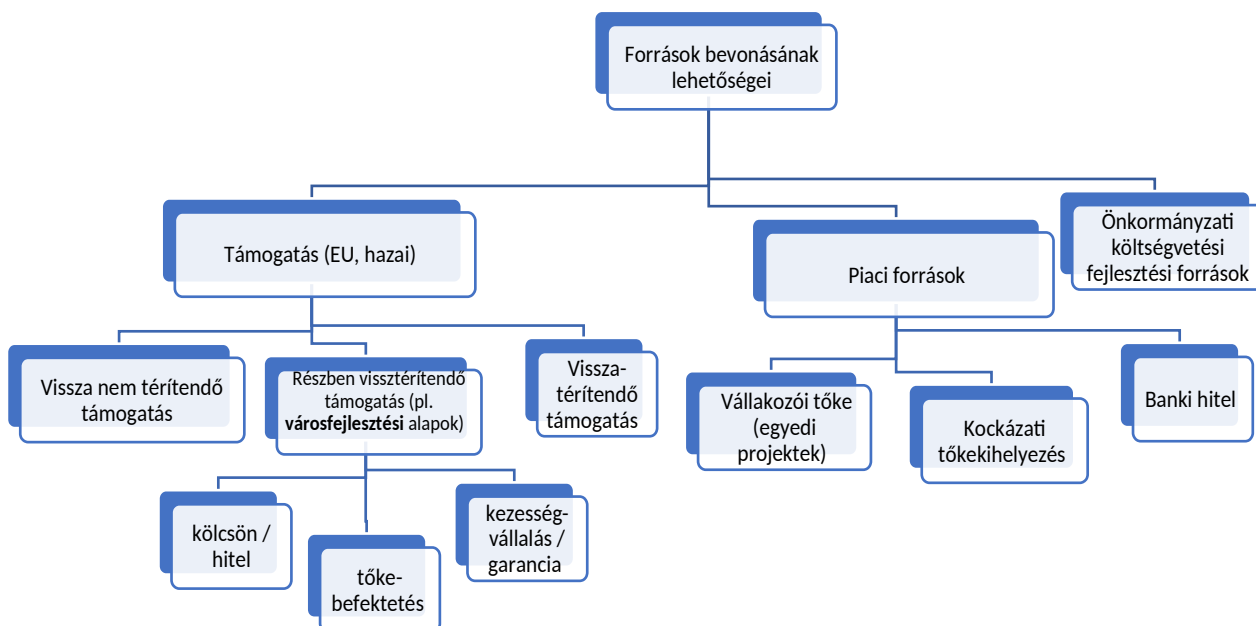 Források bevonásának
lehetőségei
Támogatás (EU, hazai)
Piaci források
Önkormányzati
költségvetési
fejlesztési források
Vissza nem térítendő
támogatás
Részben vissztérítendő
támogatás (pl.
városfejlesztési alapok)
Vissza-
térítendő
támogatás
Vállakozói tőke
(egyedi
projektek)
Kockázati
tőkekihelyezés
Banki hitel
kölcsön /
hitel
tőke-
befektetés
kezesség-
vállalás /
garancia